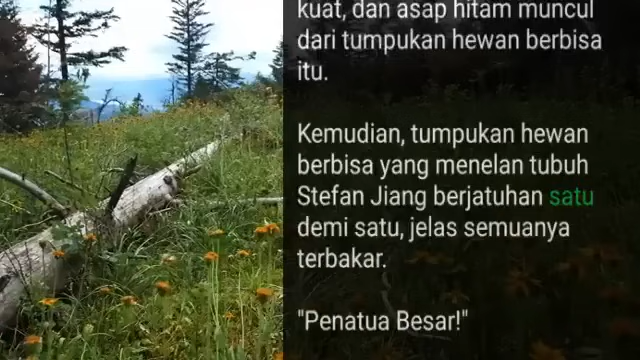 kuat, dan asap hitam muncul
dari tumpukan hewan berbisa
itu.
Kemudian, tumpukan hewan
berbisa yang menelan tubuh
Stefan Jiang berjatuhan satu
demi satu, jelas semuanya
terbakar.
"Penatua Besar!"